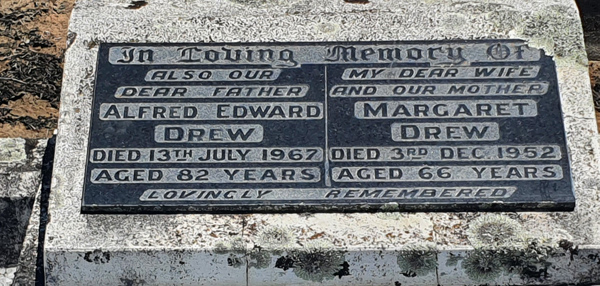 In Loving Memory Of
ALSO OUR
DEAR FATHER
ALFRED EDWARD
DREW
DIED 13TH JULY 1967
AGED 82 YEARS
MY DEAR WIFE
AND OUR MOTHER
MARGARET
DREW
DIED 3RD DEC. 1952
AGED 66 YEARS
LOVINGLY REMEMBERED